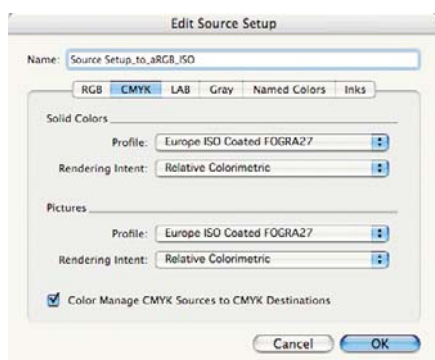 Edit Source Setup
Name: Source Setup_to_aRGB_ISO
RGB CMYK LAB Gray Named Colors Inks
Solid Colors
Profile: Europe ISO Coated FOGRA27
Rendering Intent: Relative Colorimetric
Pictures
Profile: Europe ISO Coated FOGRA27
Rendering Intent: Relative Colorimetric
Color Manage CMYK Sources to CMYK Destinations
Cancel OK